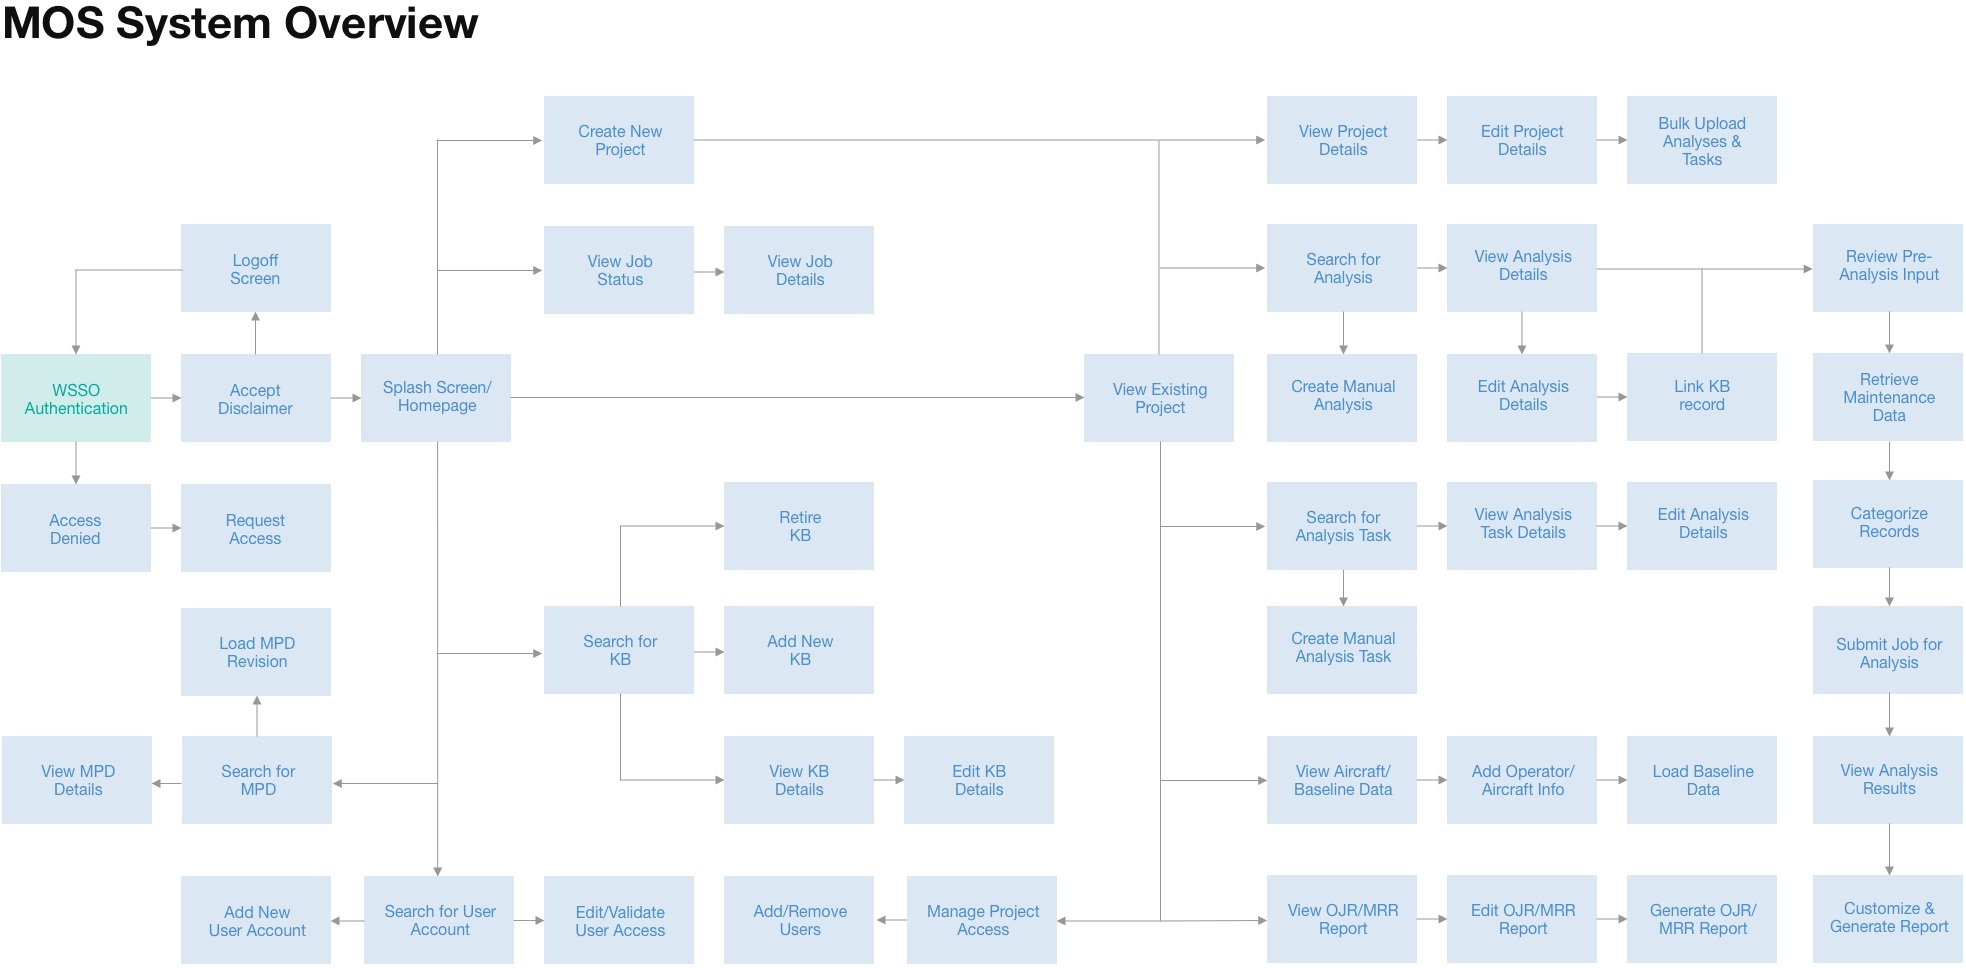 MOS System Overview
Create New
Project
View Project
Details
Edit Project
Details
Bulk Upload
Analyses &
Tasks
Logoff
Screen
View Job
Status
View Job
Details
Search for
Analysis
View Analysis
Details
Review Pre-
Analysis Input
WSSO
Authentication
Accept
Disclaimer
Splash Screen/
Homepage
View Existing
Project
Create Manual
Analysis
Edit Analysis
Details
Link KB
record
Retrieve
Maintenance
Data
Access
Denied
Request
Access
Retire
KB
Search for
Analysis Task
View Analysis
Task Details
Edit Analysis
Details
Categorize
Records
Load MPD
Revision
Search for
KB
Add New
KB
Create Manual
Analysis Task
Submit Job for
Analysis
View MPD
Details
Search for
MPD
View KB
Details
Edit KB
Details
View Aircraft/
Baseline Data
Add Operator/
Aircraft Info
Load Baseline
Data
View Analysis
Results
Add New
User Account
Search for User
Account
Edit/Validate
User Access
Add/Remove
Users
Manage Project
Access
View OJR/MRR
Report
Edit OJR/MRR
Report
Generate OJR/
MRR Report
Customize &
Generate Report